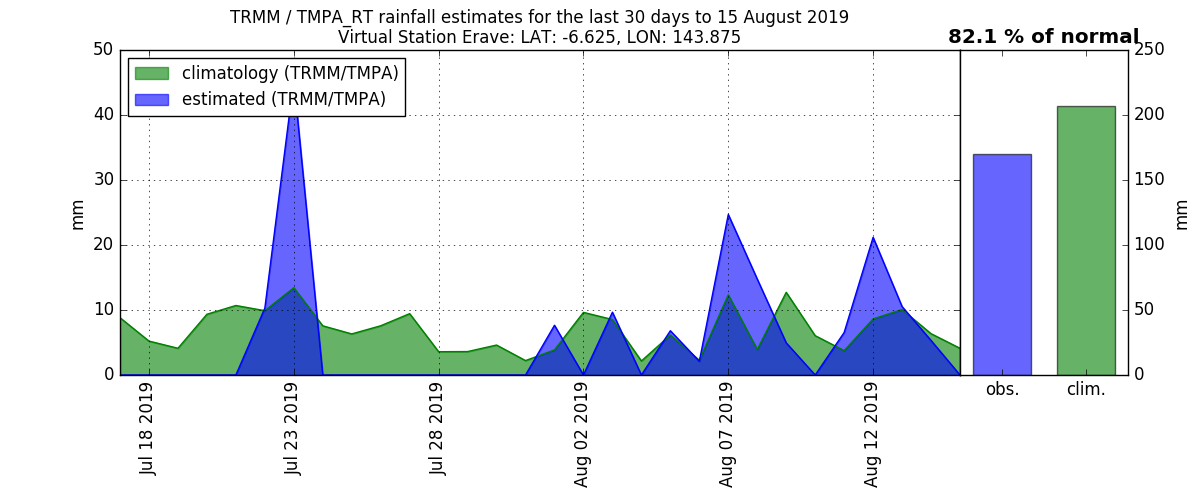 TRMM / TMPA_RT rainfall estimates for the last 30 days to 15 August 2019
Virtual Station Erave: LAT: -6.625, LON: 143.875
82.1 % of normal
climatology (TRMM/TMPA)
estimated (TRMM/TMPA)
50
40
30
20
10
0
mm
Jul 18 2019
Jul 23 2019
Jul 28 2019
Aug 02 2019
Aug 07 2019
Aug 12 2019
250
200
150
100
50
0
mm
obs.
clim.